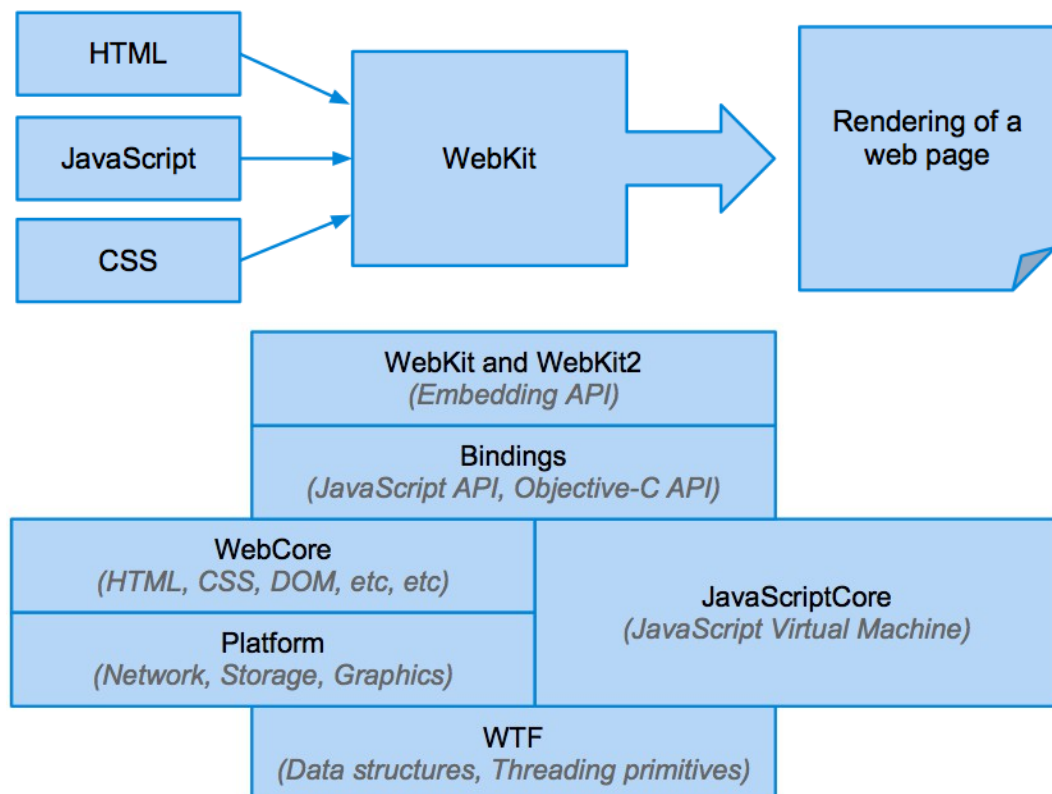 HTML
JavaScript
CSS
WebKit
Rendering of a
web page
WebKit and WebKit2
(Embedding API)
Bindings
(JavaScript API, Objective-C API)
WebCore
(HTML, CSS, DOM, etc, etc)
Platform
(Network, Storage, Graphics)
JavaScriptCore
(JavaScript Virtual Machine)
WTF
(Data structures, Threading primitives)